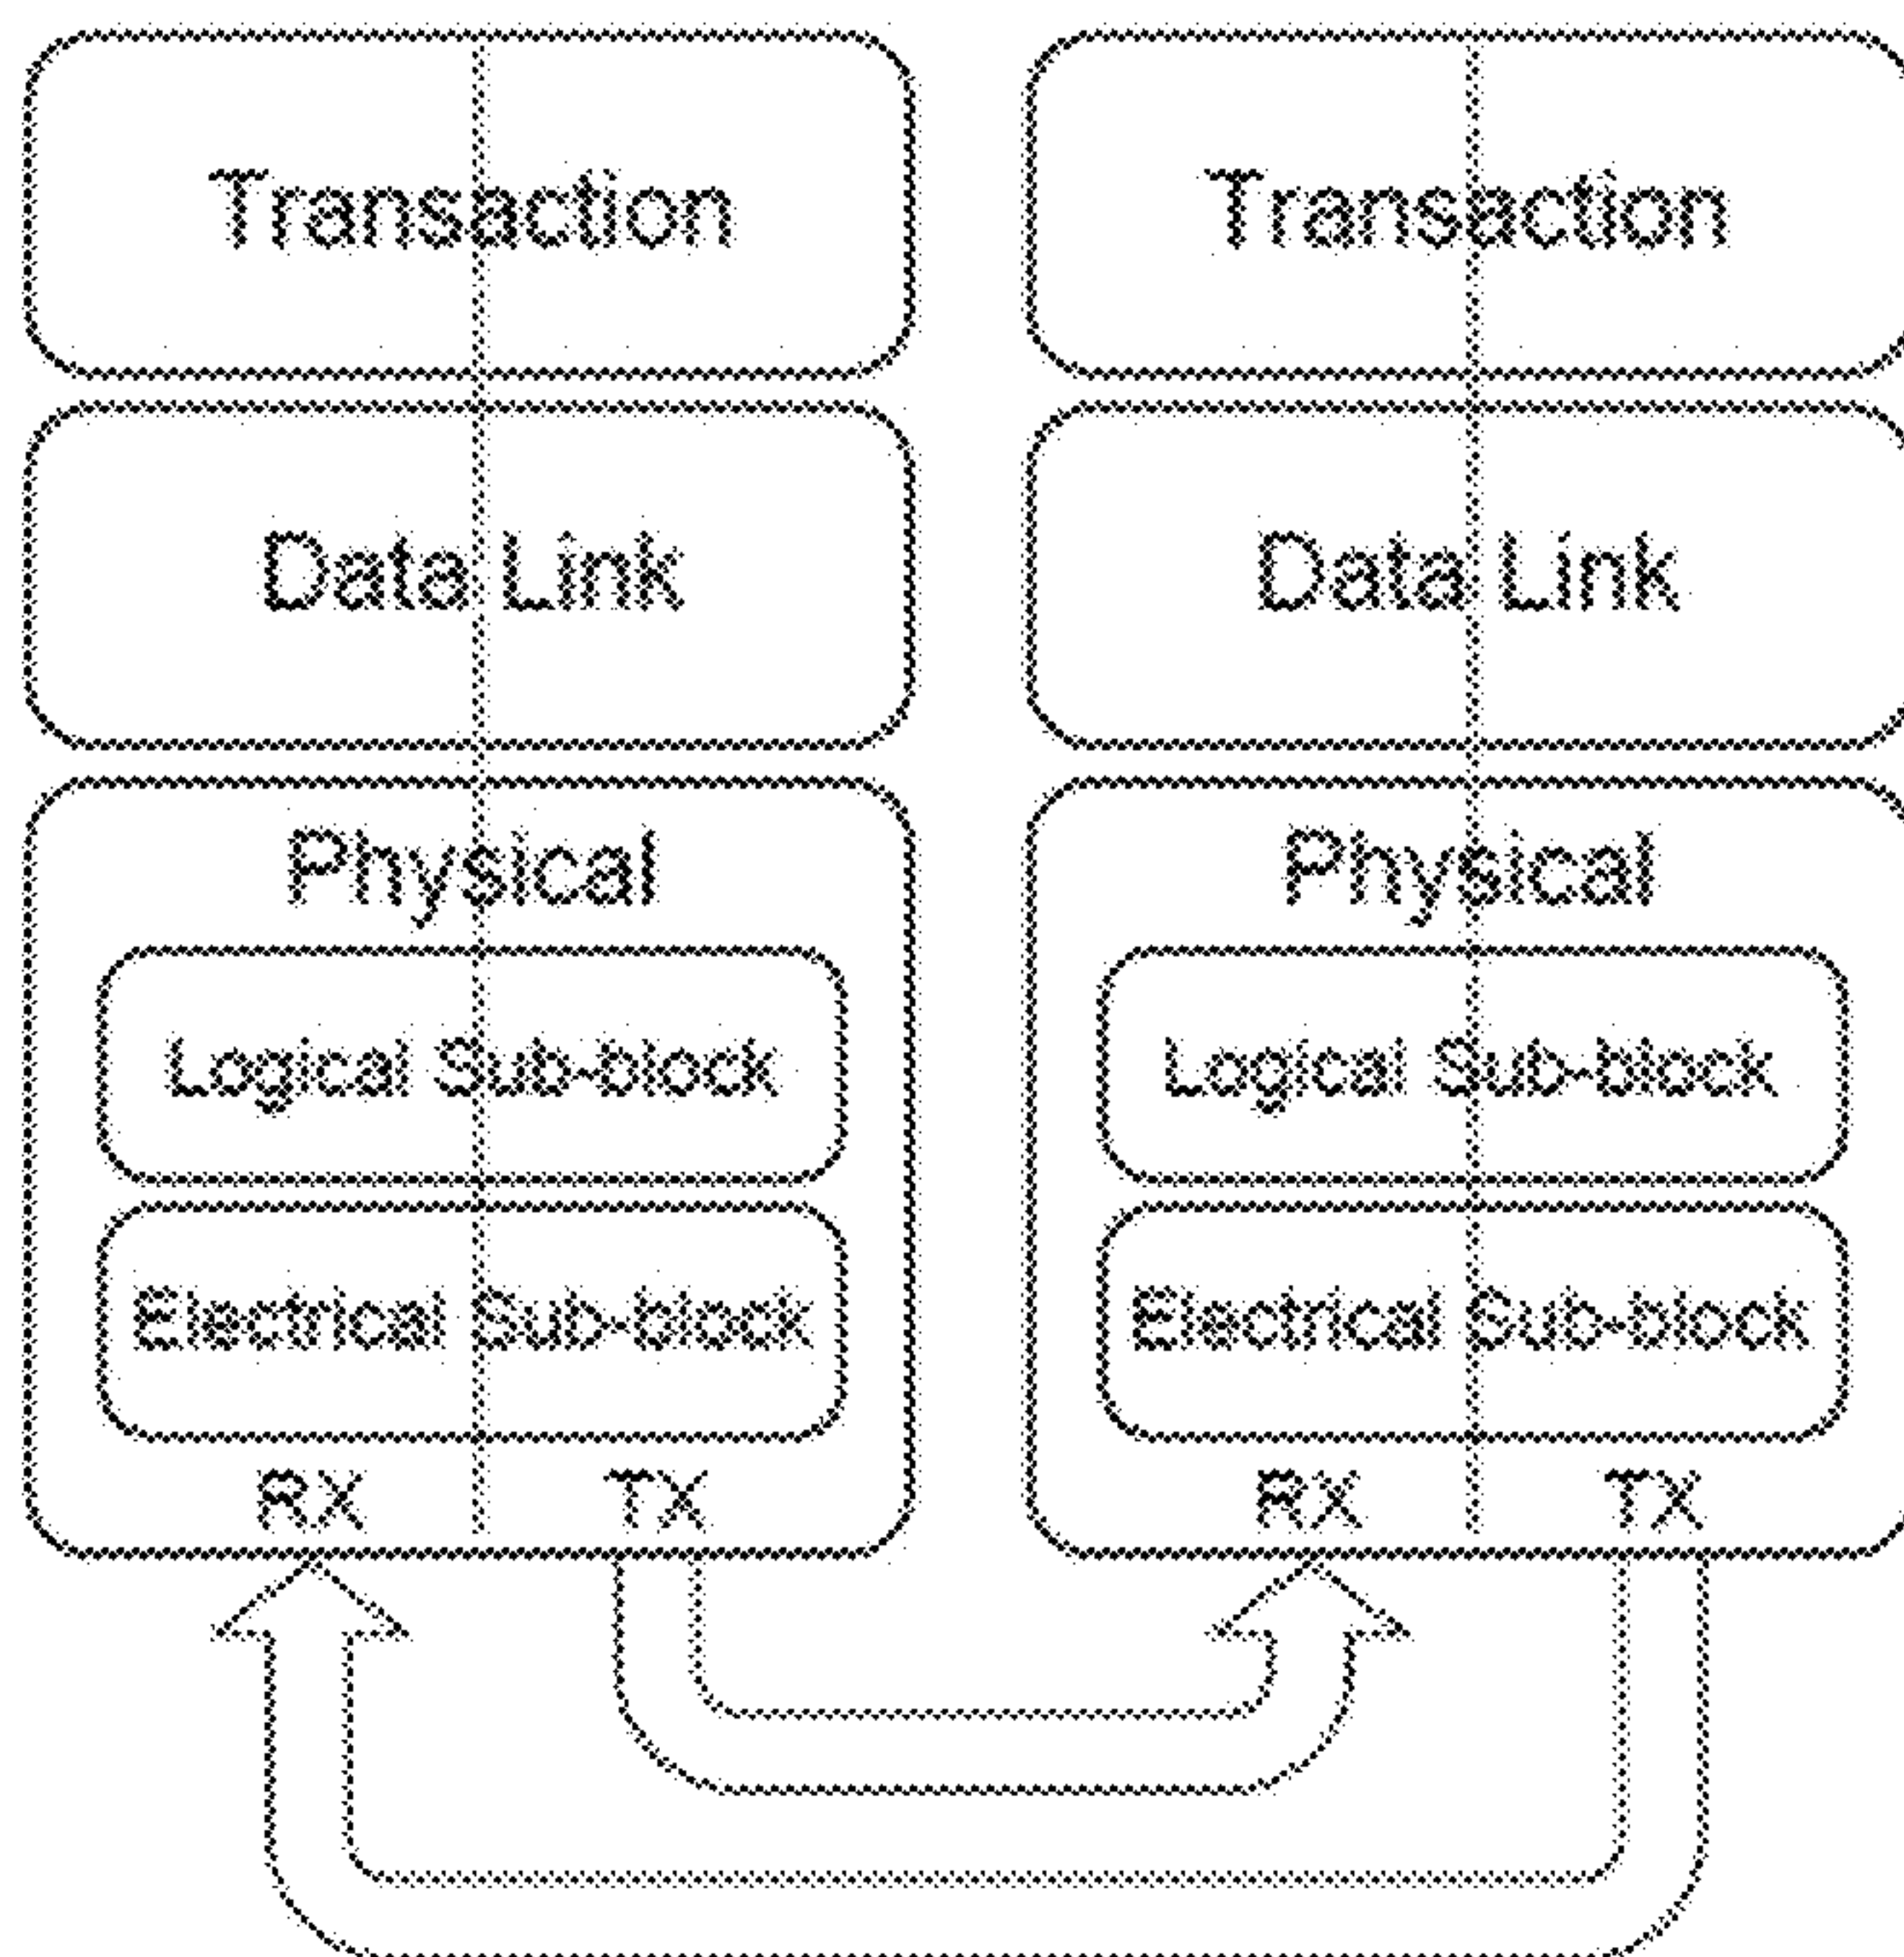 Transaction
Data Link
Physical
Logical Sub-block
Electrical Sub-block
RX TX
Transaction
Data Link
Physical
Logical Sub-block
Electrical Sub-block
RX TX